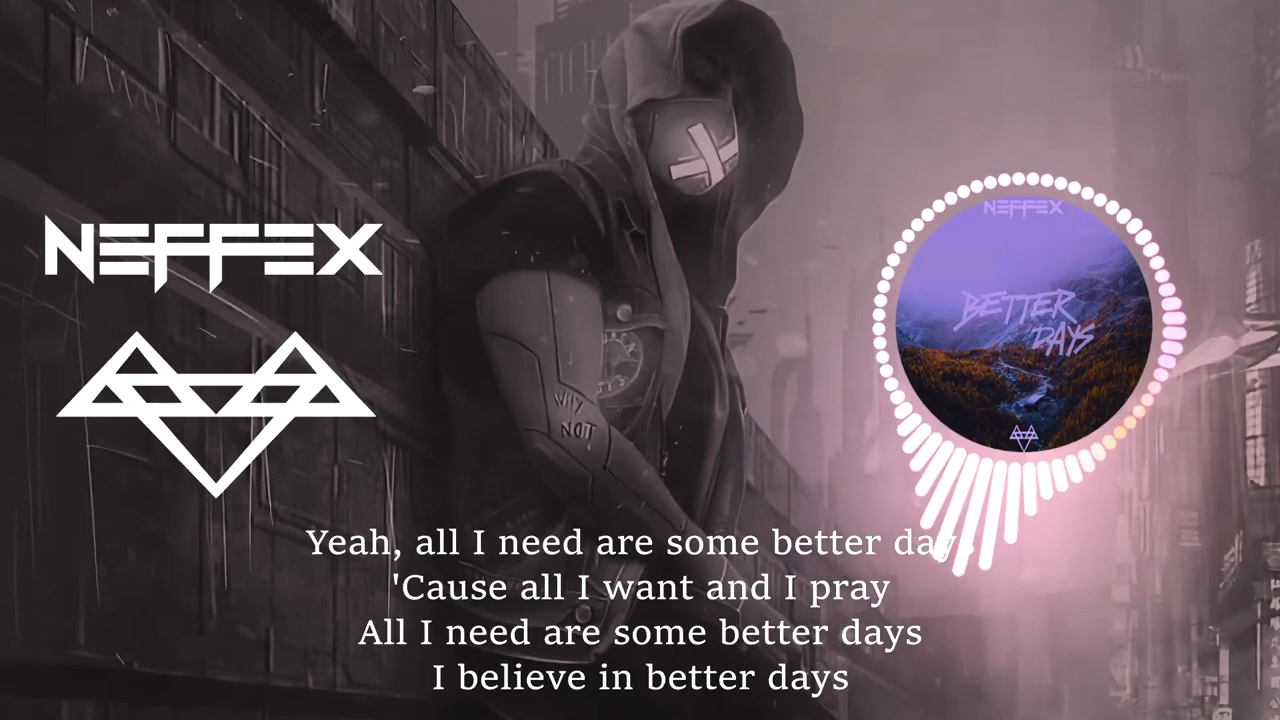 NEFFEX
WHY
NOT
NEFFEX
BETTER
DAYS
Yeah, all I need are some better days
'Cause all I want and I pray
All I need are some better days
I believe in better days